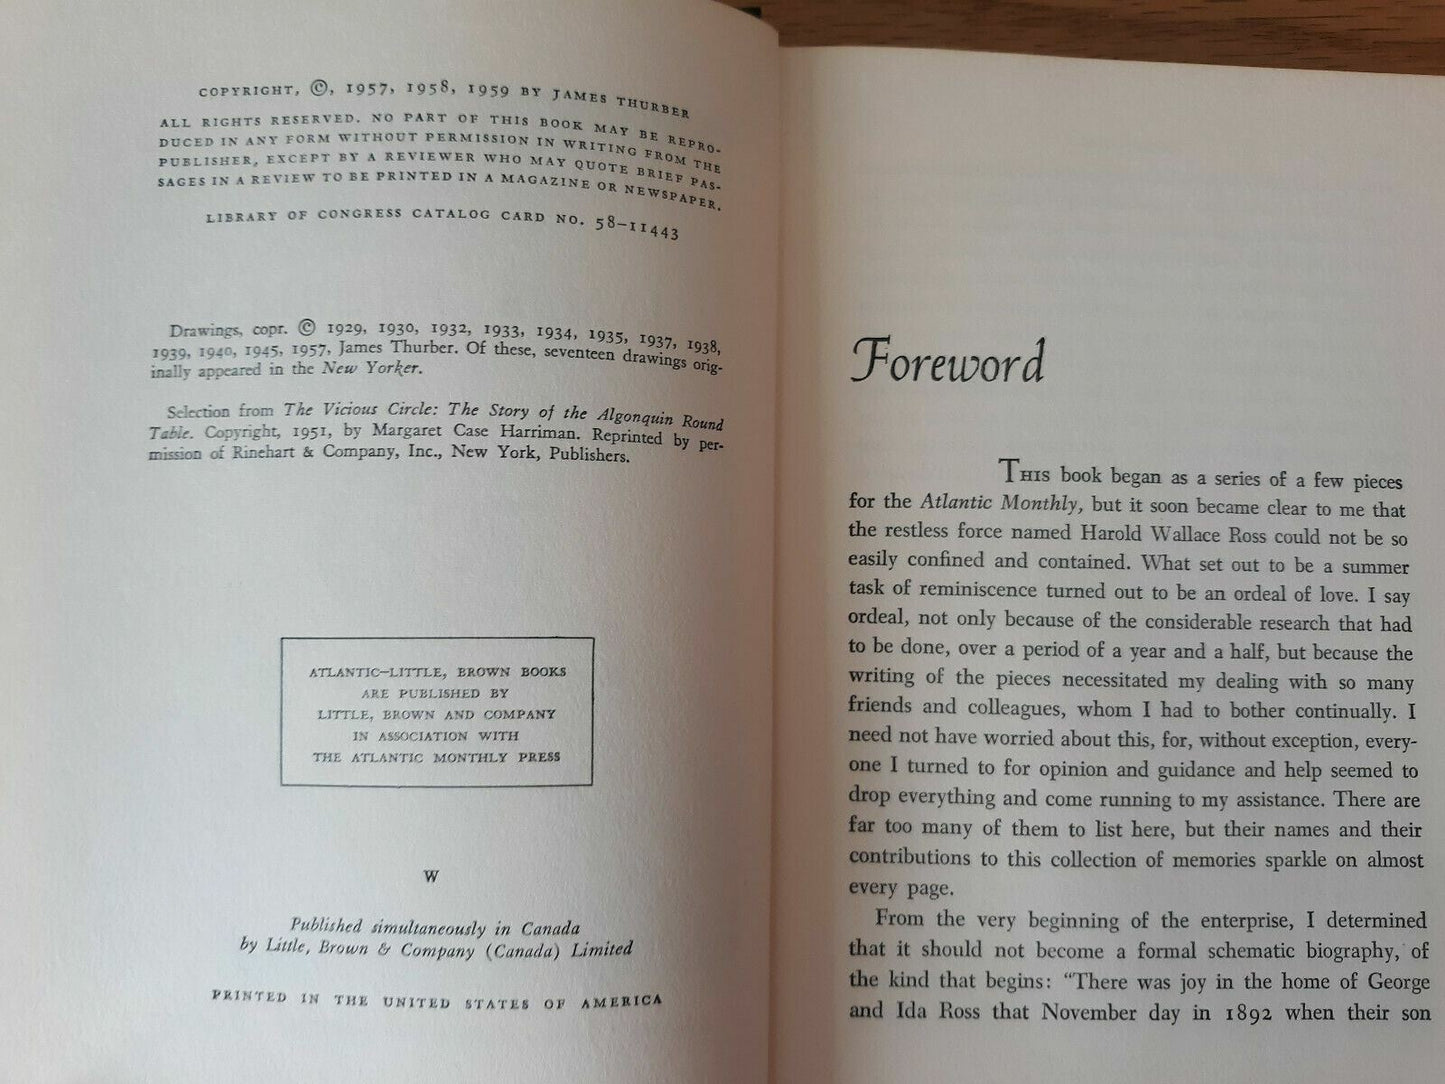 COPYRIGHT, ©, 1957, 1958, 1959 BY JAMES THURBER
ALL RIGHTS RESERVED. NO PART OF THIS BOOK MAY BE REPRO-
DUCED IN ANY FORM WITHOUT PERMISSION IN WRITING FROM THE
PUBLISHER, EXCEPT BY A REVIEWER WHO MAY QUOTE BRIEF PAS-
SAGES IN A REVIEW TO BE PRINTED IN A MAGAZINE OR NEWSPAPER.
LIBRARY OF CONGRESS CATALOG CARD NO. 58–11443
Drawings, copr. © 1929, 1930, 1932, 1933, 1934, 1935, 1937, 1938,
1939, 1940, 1945, 1957, James Thurber. Of these, seventeen drawings orig-
inally appeared in the New Yorker.
Selection from The Vicious Circle: The Story of the Algonquin Round
Table. Copyright, 1951, by Margaret Case Harriman. Reprinted by per-
mission of Rinehart & Company, Inc., New York, Publishers.
ATLANTIC–LITTLE, BROWN BOOKS
ARE PUBLISHED BY
LITTLE, BROWN AND COMPANY
IN ASSOCIATION WITH
THE ATLANTIC MONTHLY PRESS
W
Published simultaneously in Canada
by Little, Brown & Company (Canada) Limited
PRINTED IN THE UNITED STATES OF AMERICA
Foreword
THIS book began as a series of a few pieces
for the Atlantic Monthly, but it soon became clear to me that
the restless force named Harold Wallace Ross could not be so
easily confined and contained. What set out to be a summer
task of reminiscence turned out to be an ordeal of love. I say
ordeal, not only because of the considerable research that had
to be done, over a period of a year and a half, but because the
writing of the pieces necessitated my dealing with so many
friends and colleagues, whom I had to bother continually. I
need not have worried about this, for, without exception, every-
one I turned to for opinion and guidance and help seemed to
drop everything and come running to my assistance. There are
far too many of them to list here, but their names and their
contributions to this collection of memories sparkle on almost
every page.
From the very beginning of the enterprise, I determined
that it should not become a formal schematic biography, of
the kind that begins: “There was joy in the home of George
and Ida Ross that November day in 1892 when their son